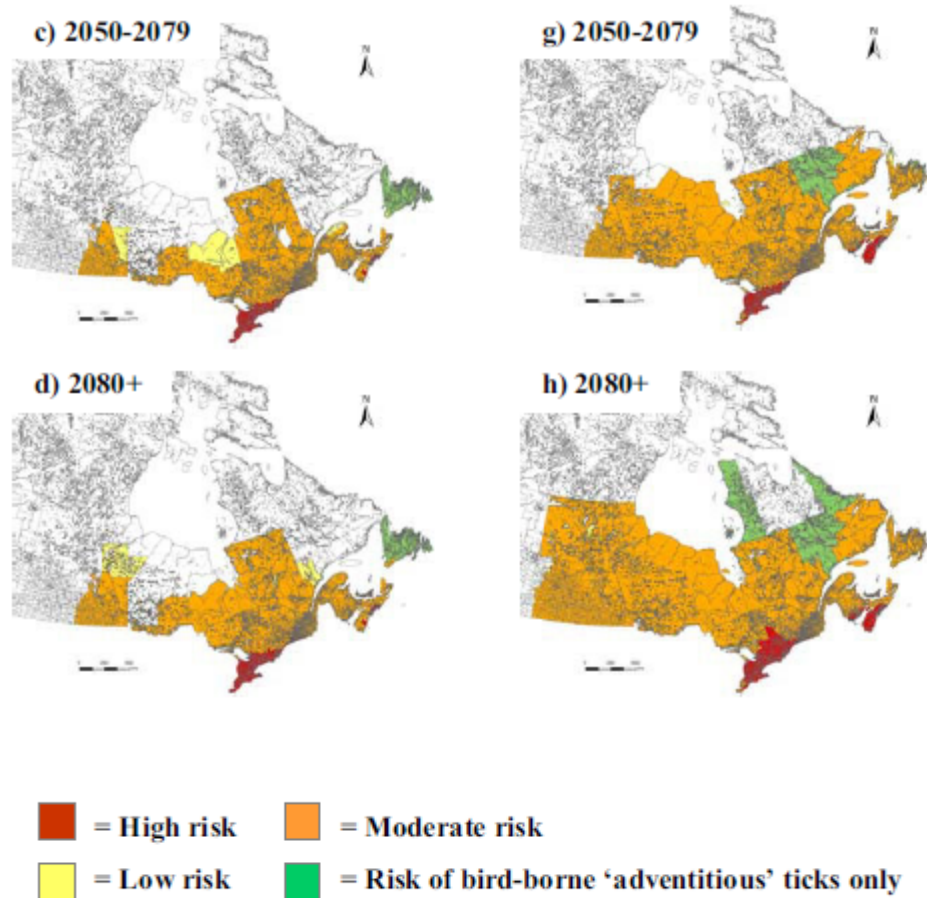 c) 2050-2079
g) 2050-2079
N
N
d) 2080+
h) 2080+
N
N
= High risk
= Moderate risk
= Low risk
= Risk of bird-borne ‘adventitious’ ticks only